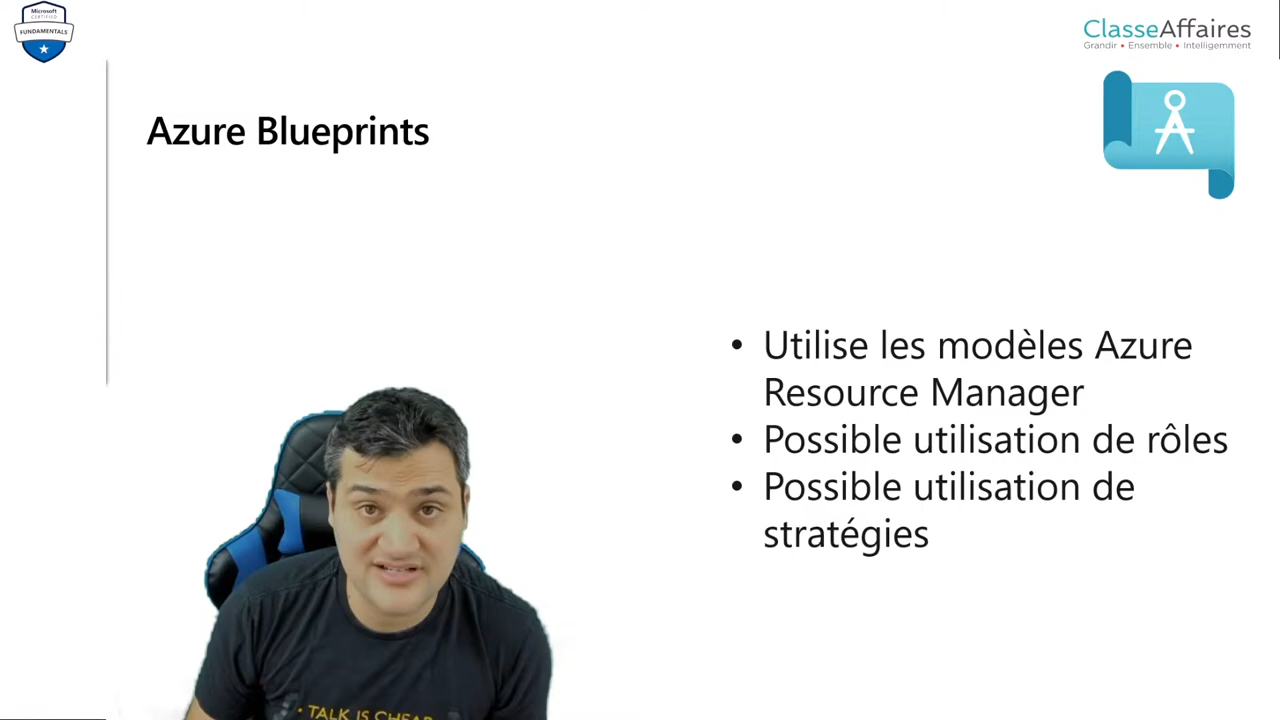 Microsoft
CERTIFIED
FUNDAMENTALS
ClasseAffaires
Grandir • Ensemble • Intelligemment
Azure Blueprints
• Utilise les modèles Azure
Resource Manager
• Possible utilisation de rôles
• Possible utilisation de
stratégies
• TALK IS CHEAP